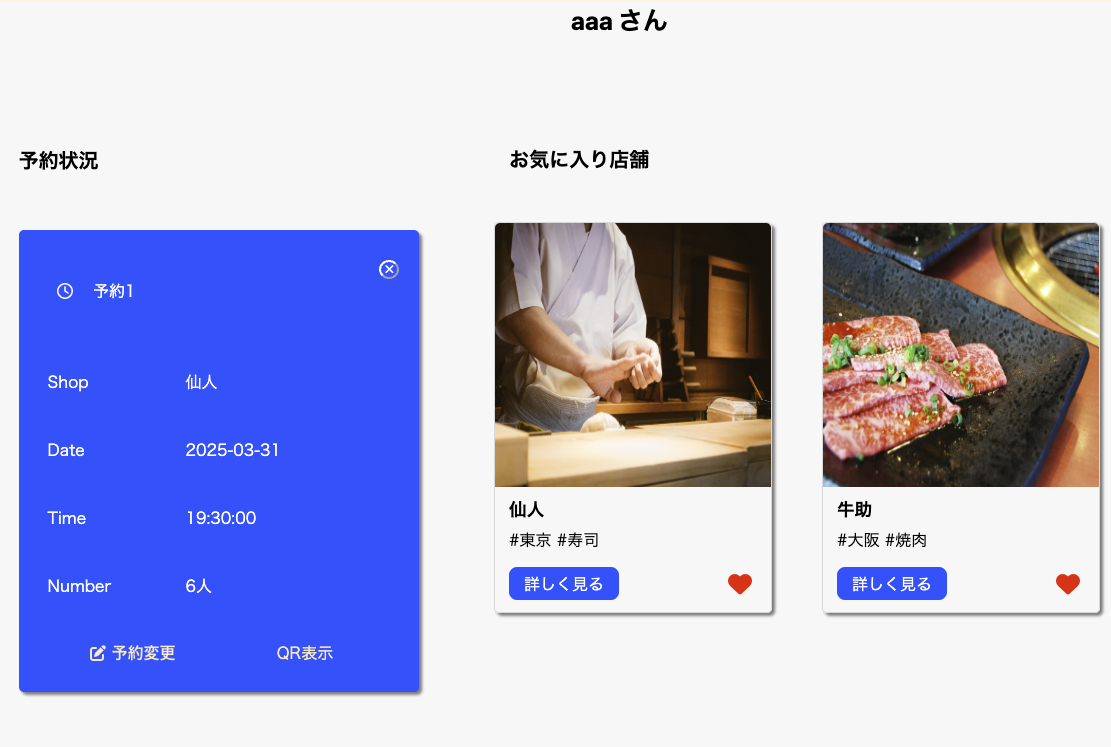 aaa さん
予約状況
予約1
Shop 仙人
Date 2025-03-31
Time 19:30:00
Number 6人
予約変更 QR表示
お気に入り店舗
仙人
#東京 #寿司
詳しく見る
牛助
#大阪 #焼肉
詳しく見る